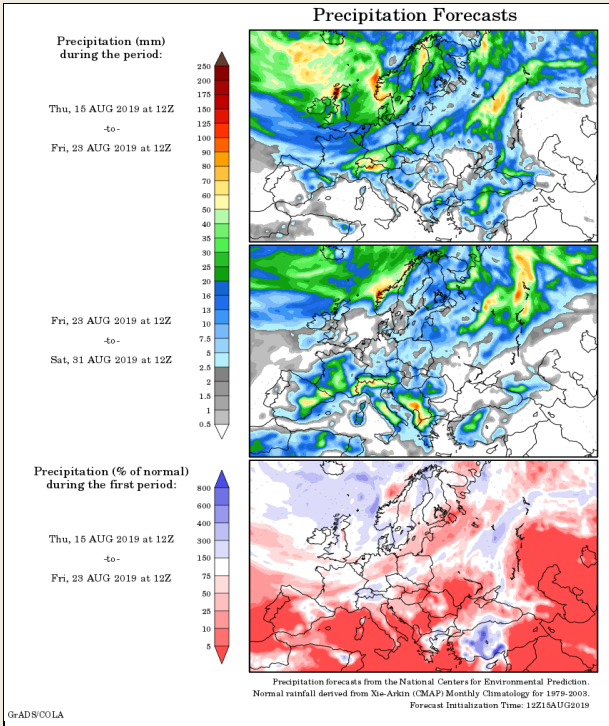 Precipitation Forecasts
Precipitation (mm)
during the period:
Thu, 15 AUG 2019 at 12Z
-to-
Fri, 23 AUG 2019 at 12Z
250
200
175
150
125
100
90
80
70
60
50
40
35
30
25
20
16
13
10
7.5
5
2.5
2
1.5
1
0.5
Fri, 23 AUG 2019 at 12Z
-to-
Sat, 31 AUG 2019 at 12Z
Precipitation (% of normal)
during the first period:
Thu, 15 AUG 2019 at 12Z
-to-
Fri, 23 AUG 2019 at 12Z
800
600
400
300
150
75
50
25
10
5
Precipitation forecasts from the National Centers for Environmental Prediction.
Normal rainfall derived from Xie-Arkin (CMAP) Monthly Climatology for 1979-2003.
Forecast Initialization Time: 12Z15AUG2019
GrADS/COLA